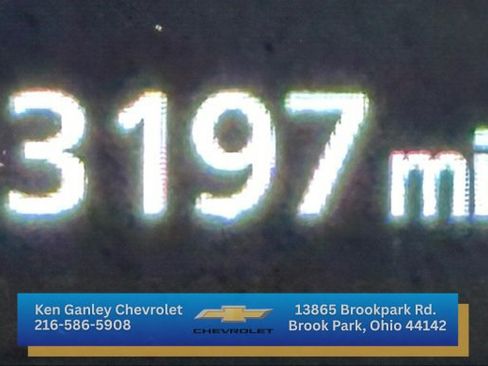 3197 mi
Ken Ganley Chevrolet
216-586-5908
CHEVROLET
13865 Brookpark Rd.
Brook Park, Ohio 44142